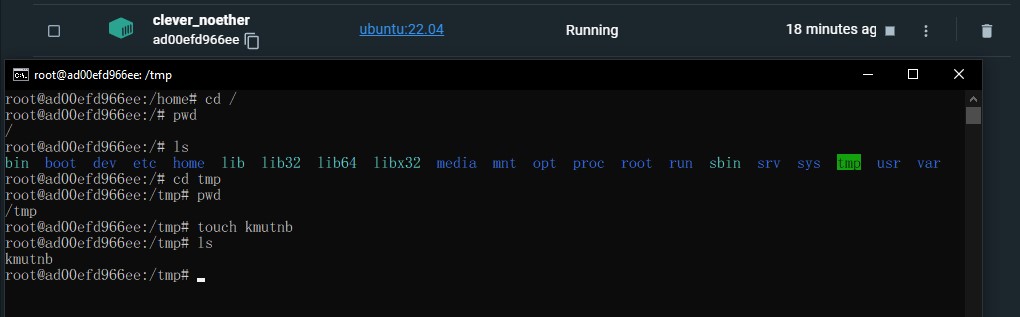 clever_noether
ad00efd966ee
ubuntu:22.04
Running
18 minutes ag
root@ad00efd966ee: /tmp
root@ad00efd966ee:/home# cd /
root@ad00efd966ee:/# pwd
/
root@ad00efd966ee:/# ls
bin boot dev etc home lib lib32 lib64 libx32 media mnt opt proc root run sbin srv sys tmp usr var
root@ad00efd966ee:/# cd tmp
root@ad00efd966ee:/tmp# pwd
/tmp
root@ad00efd966ee:/tmp# touch kmutnb
root@ad00efd966ee:/tmp# ls
kmutnb
root@ad00efd966ee:/tmp#